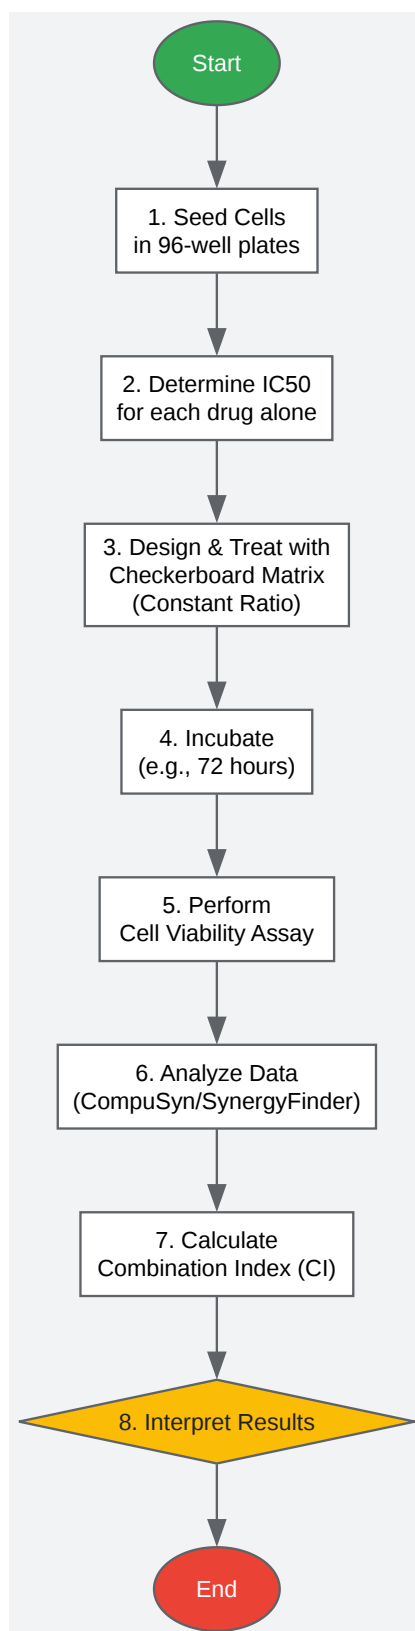 Start
1. Seed Cells
in 96-well plates
2. Determine IC50
for each drug alone
3. Design & Treat with
Checkerboard Matrix
(Constant Ratio)
4. Incubate
(e.g., 72 hours)
5. Perform
Cell Viability Assay
6. Analyze Data
(CompuSyn/SynergyFinder)
7. Calculate
Combination Index (CI)
8. Interpret Results
End